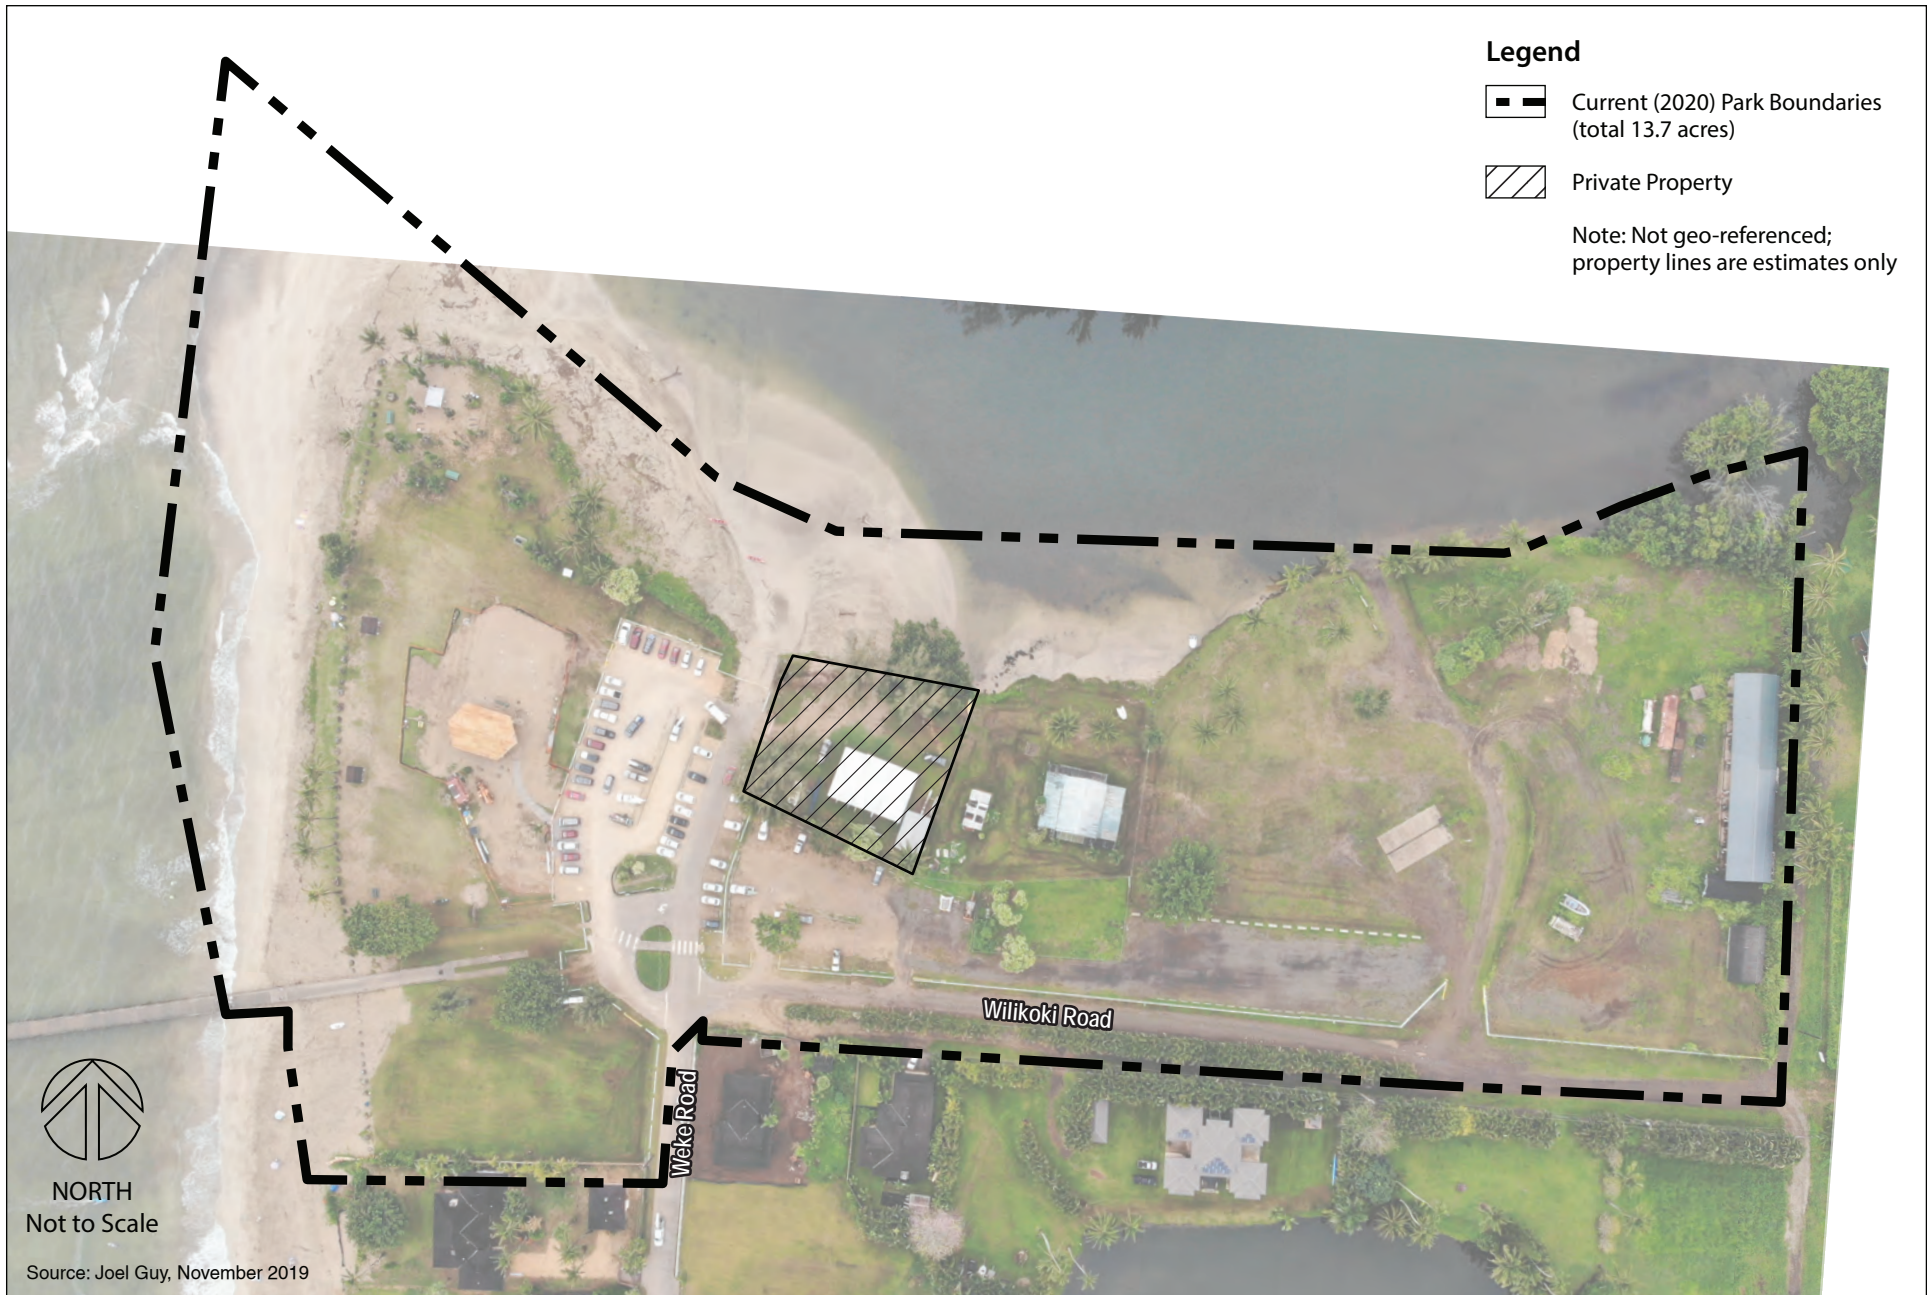 Legend
Current (2020) Park Boundaries
(total 13.7 acres)
Private Property
Note: Not geo-referenced;
property lines are estimates only
Wilikoki Road
Weke Road
NORTH
Not to Scale
Source: Joel Guy, November 2019